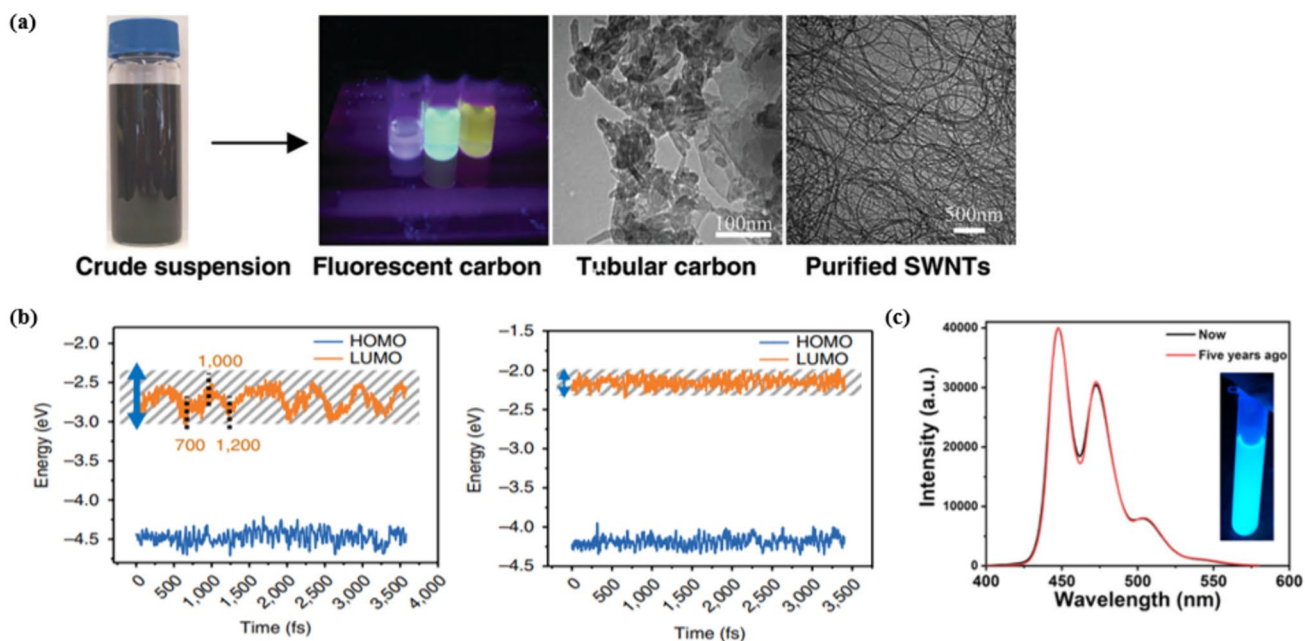 (a)
100nm
500nm
Crude suspension
Fluorescent carbon
Tubular carbon
Purified SWNTs
(b)
HOMO
LUMO
1,000
700
1,200
−2.0
−2.5
−3.0
−3.5
−4.0
−4.5
Energy (eV)
0
500
1,000
1,500
2,000
2,500
3,000
3,500
4,000
Time (fs)
HOMO
LUMO
−1.5
−2.0
−2.5
−3.0
−3.5
−4.0
−4.5
Energy (eV)
0
500
1,000
1,500
2,000
2,500
3,000
3,500
Time (fs)
(c)
Now
Five years ago
40000
30000
20000
10000
0
Intensity (a.u.)
400
450
500
550
600
Wavelength (nm)